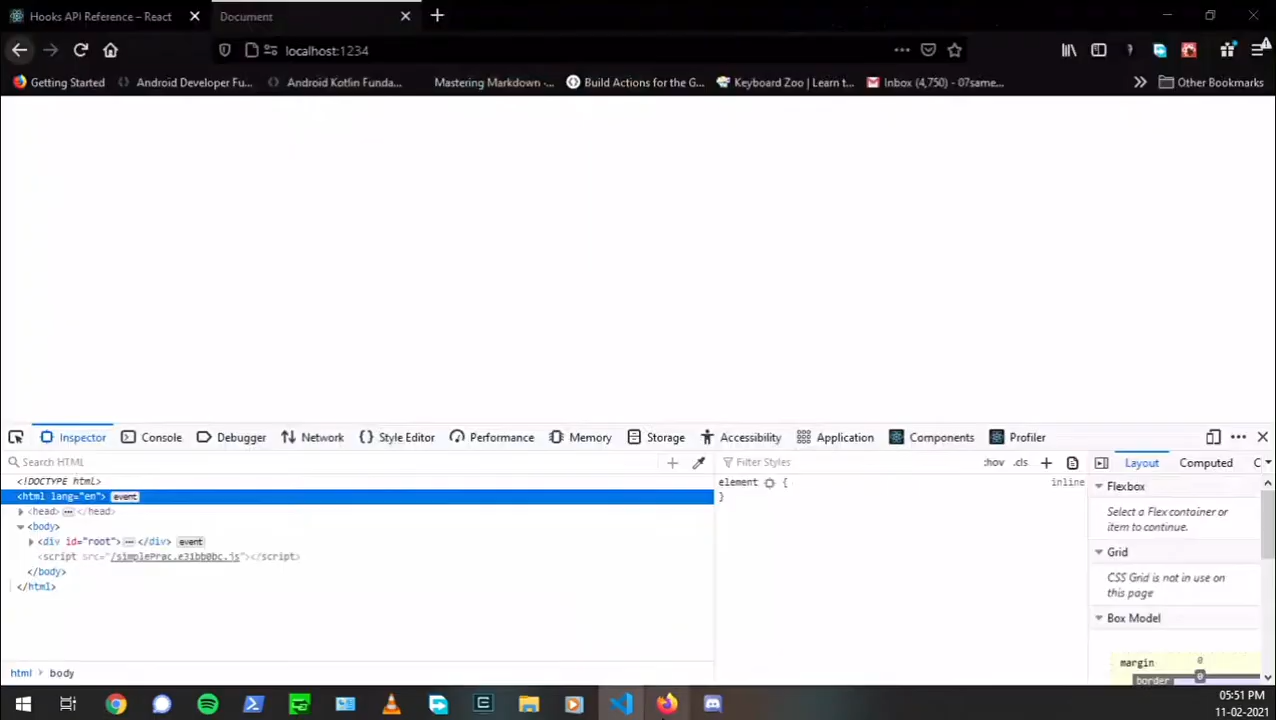 Hooks API Reference – React
Document
localhost:1234
Getting Started
Android Developer Fu...
Android Kotlin Funda...
Mastering Markdown -...
Build Actions for the G...
Keyboard Zoo | Learn t...
Inbox (4,750) - 07same...
Other Bookmarks
Inspector
Console
Debugger
Network
Style Editor
Performance
Memory
Storage
Accessibility
Application
Components
Profiler
Search HTML
Filter Styles
:hov
.cls
Layout
Computed
C
<!DOCTYPE html>
<html lang="en"> event
<head> ... </head>
<body>
<div id="root"> ... </div> event
<script src="/simplePrac.e31bb0bc.js"></script>
</body>
</html>
element {
inline
}
Flexbox
Select a Flex container or
item to continue.
Grid
CSS Grid is not in use on
this page
Box Model
margin
0
border
0
html > body
05:51 PM
11-02-2021